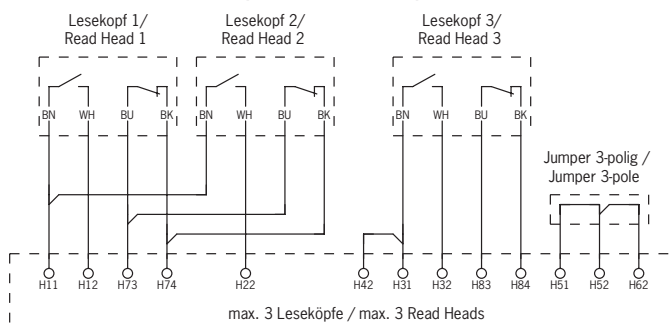 Lesekopf 1/
Read Head 1
Lesekopf 2/
Read Head 2
Lesekopf 3/
Read Head 3
BN WH BU BK BN WH BU BK BN WH BU BK
Jumper 3-polig /
Jumper 3-pole
H11 H12 H73 H74 H22 H42 H31 H32 H83 H84 H51 H52 H62
max. 3 Leseköpfe / max. 3 Read Heads